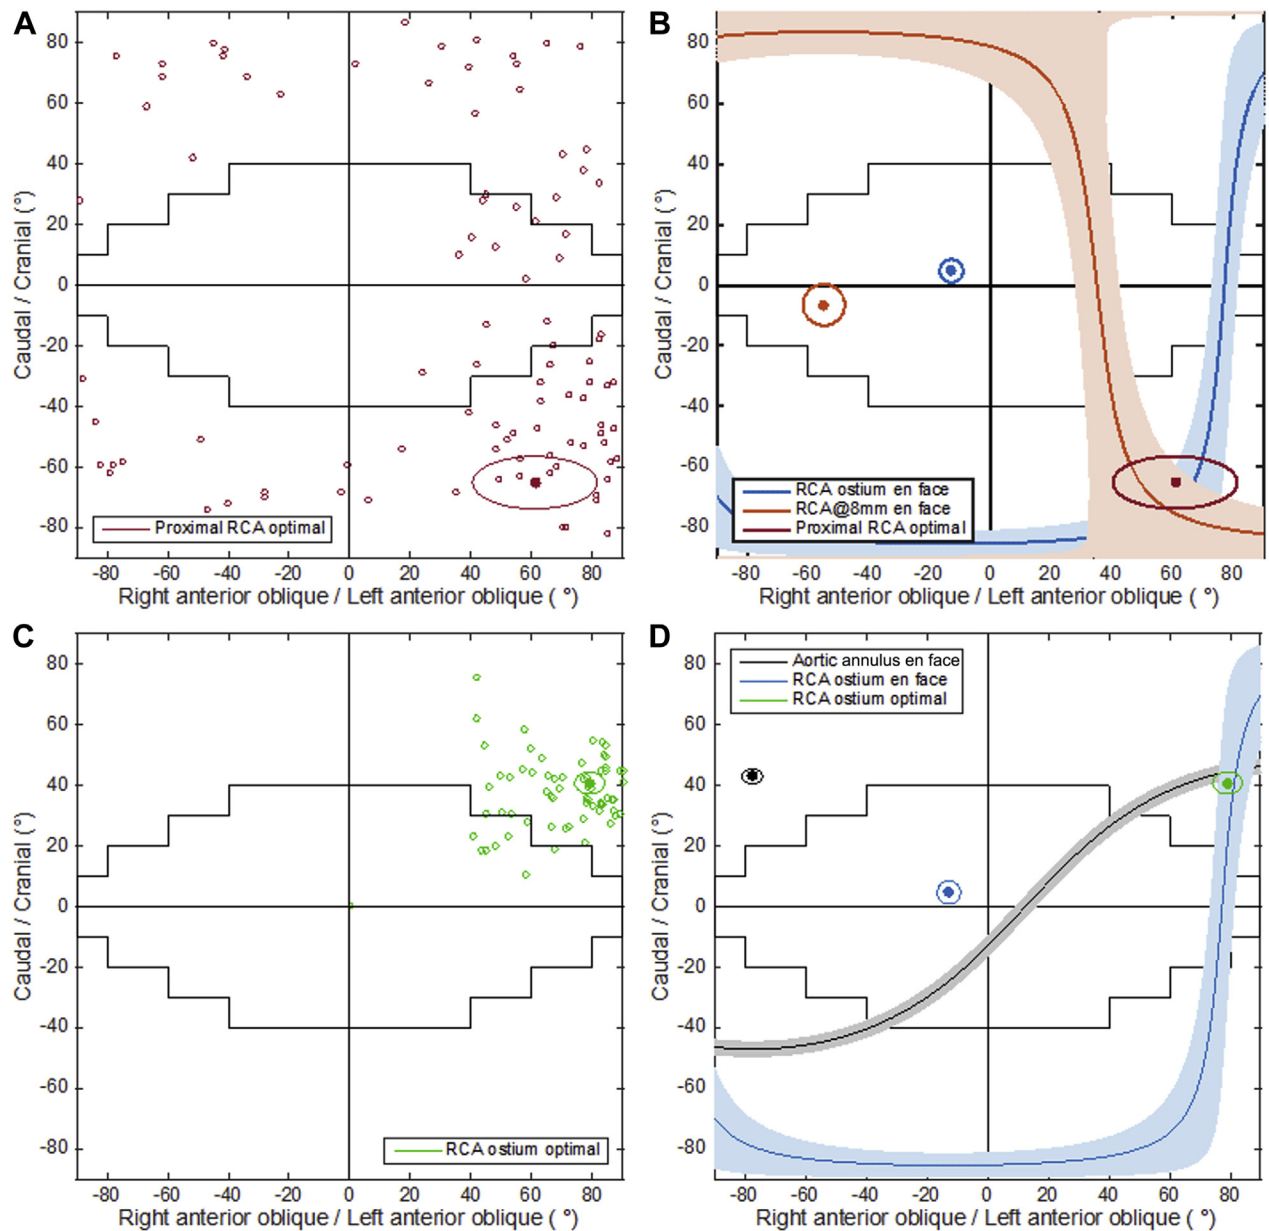 A
80
60
40
20
0
-20
-40
-60
-80
Caudal / Cranial (°)
Proximal RCA optimal
-80 -60 -40 -20 0 20 40 60 80
Right anterior oblique / Left anterior oblique ( °)
B
80
60
40
20
0
-20
-40
-60
-80
Caudal / Cranial (°)
RCA ostium en face
RCA@8mm en face
Proximal RCA optimal
-80 -60 -40 -20 0 20 40 60 80
Right anterior oblique / Left anterior oblique ( °)
C
80
60
40
20
0
-20
-40
-60
-80
Caudal / Cranial (°)
RCA ostium optimal
-80 -60 -40 -20 0 20 40 60 80
Right anterior oblique / Left anterior oblique ( °)
D
Aortic annulus en face
RCA ostium en face
RCA ostium optimal
80
60
40
20
0
-20
-40
-60
-80
Caudal / Cranial (°)
-80 -60 -40 -20 0 20 40 60 80
Right anterior oblique / Left anterior oblique ( °)